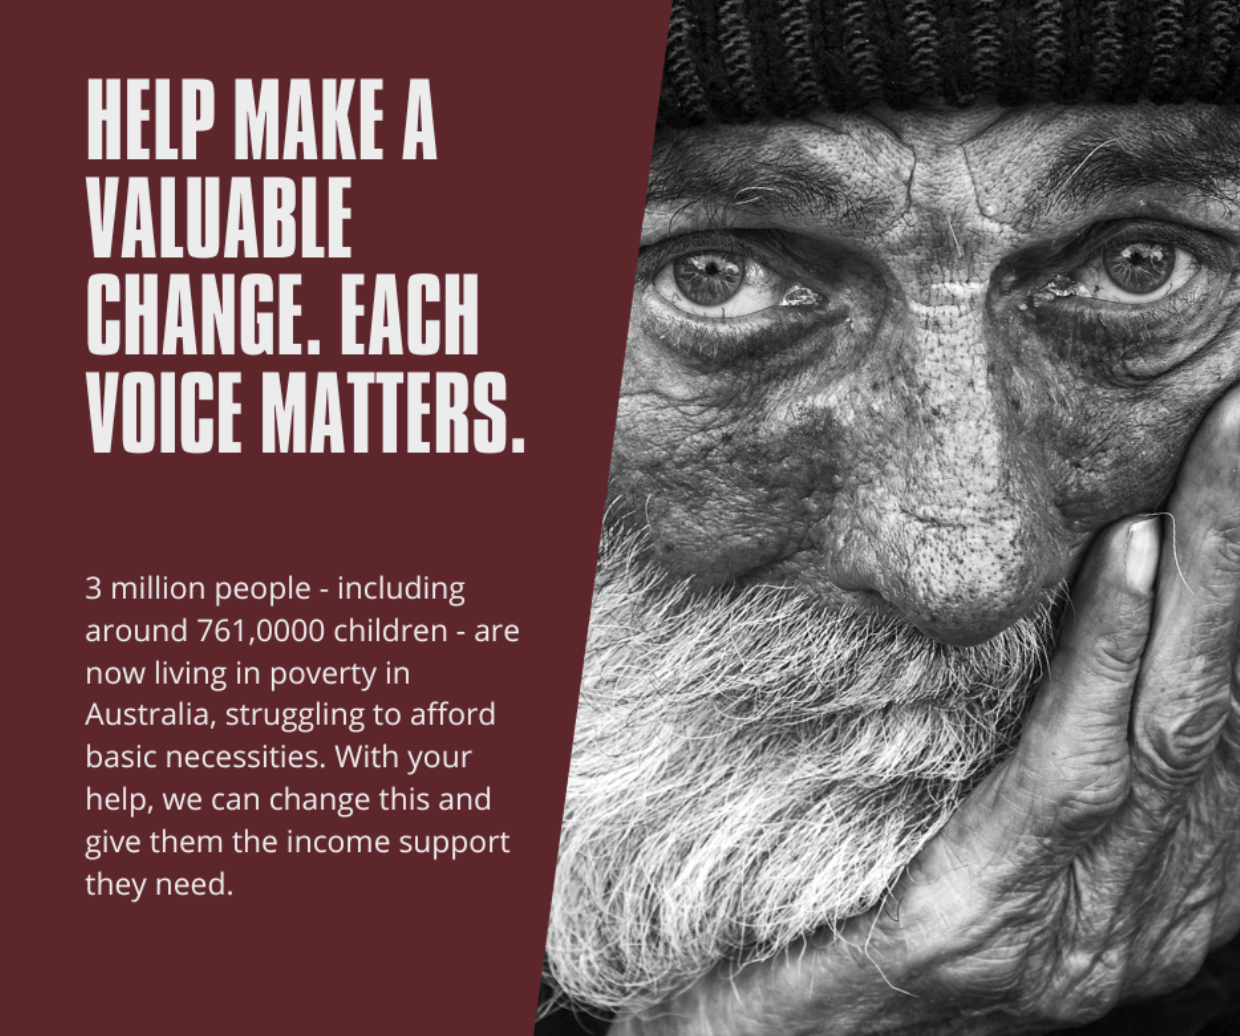 HELP MAKE A
VALUABLE
CHANGE. EACH
VOICE MATTERS.
3 million people - including
around 761,0000 children - are
now living in poverty in
Australia, struggling to afford
basic necessities. With your
help, we can change this and
give them the income support
they need.